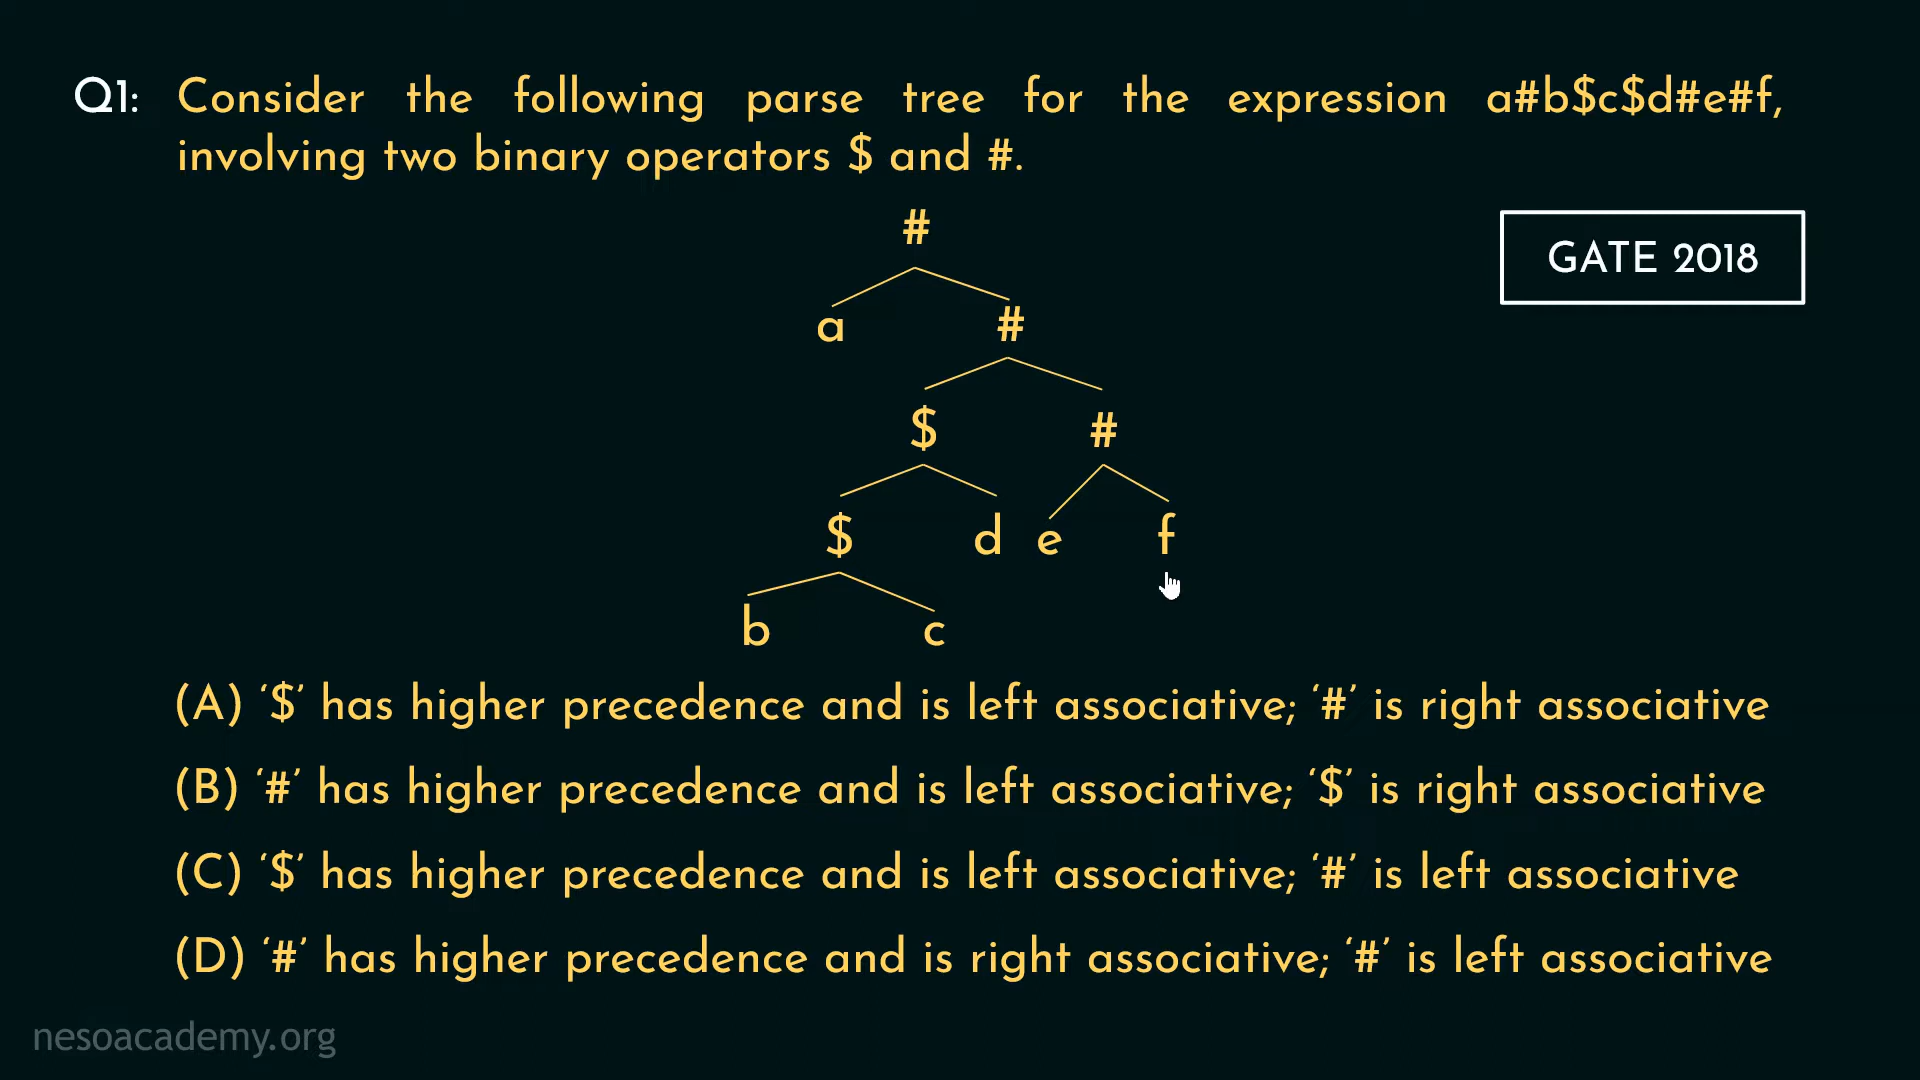 Q1: Consider the following parse tree for the expression a#b$c$d#e#f,
involving two binary operators $ and #.
#
GATE 2018
a #
$ #
$ d e f
b c
(A) ‘$’ has higher precedence and is left associative; ‘#’ is right associative
(B) ‘#’ has higher precedence and is left associative; ‘$’ is right associative
(C) ‘$’ has higher precedence and is left associative; ‘#’ is left associative
(D) ‘#’ has higher precedence and is right associative; ‘#’ is left associative
nesoacademy.org